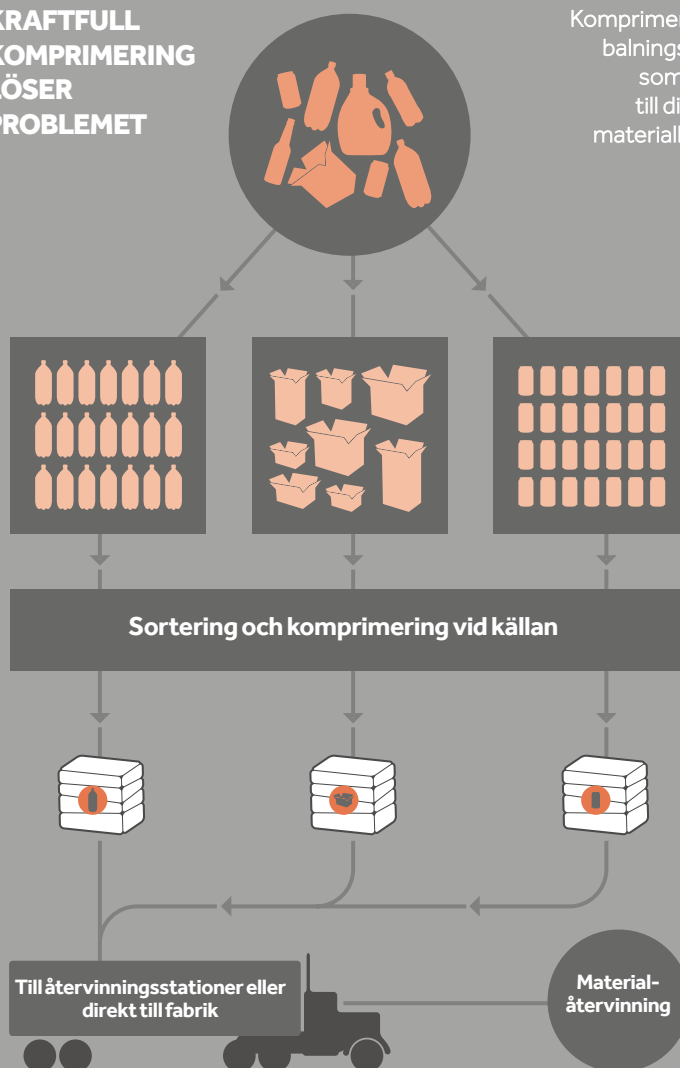 KRAFTFULL
KOMPRIMERING
LÖSER
PROBLEMET
Komprimer
balnings
som
till di
Sortering och komprimering vid källan
Till återvinningsstationer eller
direkt till fabrik
Material-
återvinning